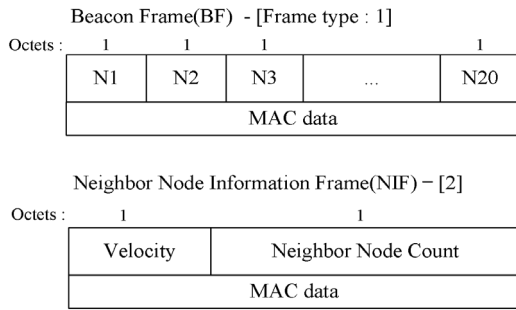 Beacon Frame(BF) - [Frame type : 1]
Octets : 1 1 1 1
N1 N2 N3 ... N20
MAC data
Neighbor Node Information Frame(NIF) – [2]
Octets : 1 1
Velocity Neighbor Node Count
MAC data